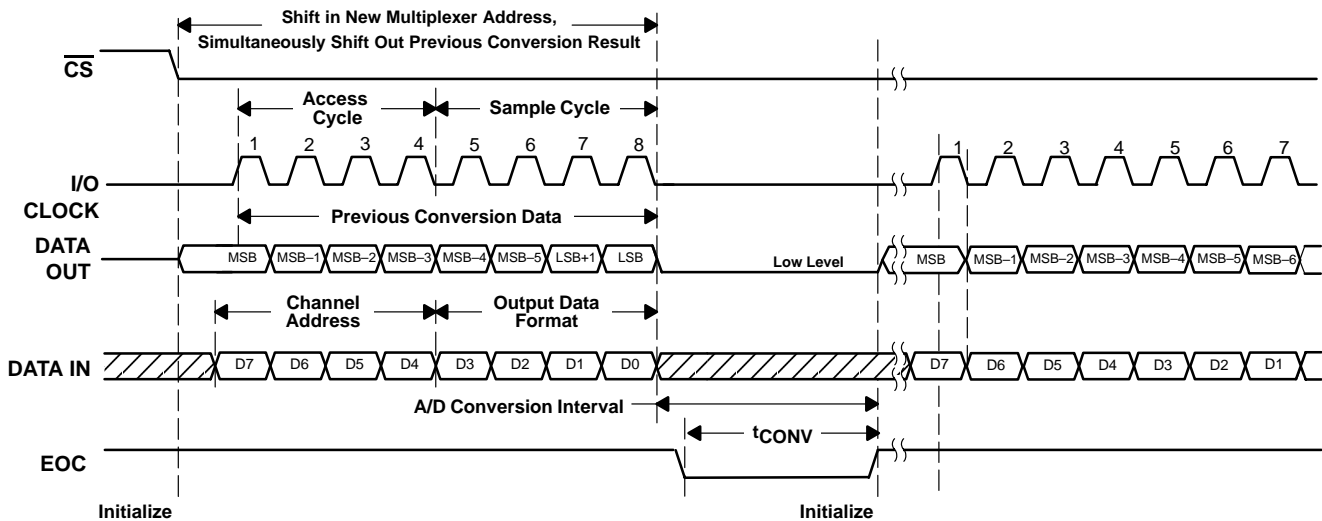 Shift in New Multiplexer Address,
Simultaneously Shift Out Previous Conversion Result
CS
Access
Cycle
Sample Cycle
1 2 3 4 5 6 7 8 1 2 3 4 5 6 7
I/O
CLOCK
Previous Conversion Data
DATA
OUT
MSB MSB–1 MSB–2 MSB–3 MSB–4 MSB–5 LSB+1 LSB Low Level MSB MSB–1 MSB–2 MSB–3 MSB–4 MSB–5 MSB–6
Channel
Address
Output Data
Format
DATA IN D7 D6 D5 D4 D3 D2 D1 D0 D7 D6 D5 D4 D3 D2 D1
A/D Conversion Interval
tCONV
EOC
Initialize Initialize